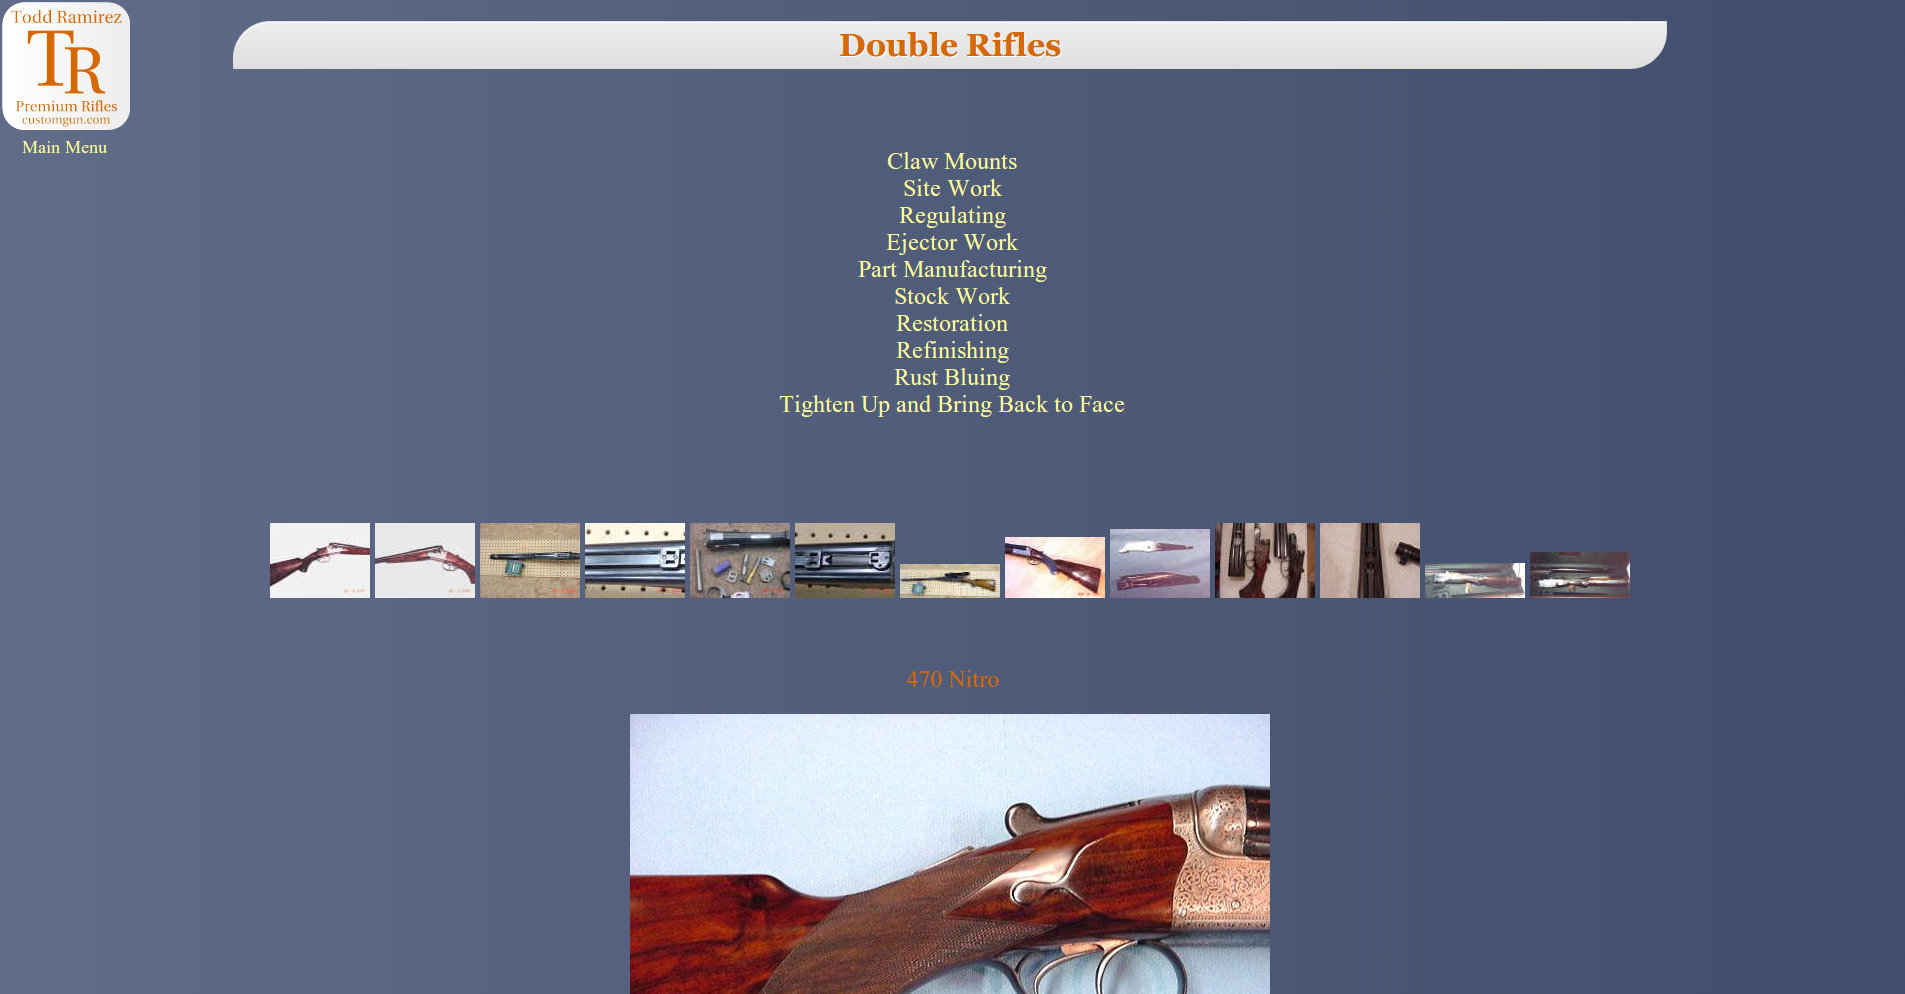 Todd Ramirez
TR
Premium Rifles
customgun.com
Main Menu
Double Rifles
Claw Mounts
Site Work
Regulating
Ejector Work
Part Manufacturing
Stock Work
Restoration
Refinishing
Rust Bluing
Tighten Up and Bring Back to Face
470 Nitro